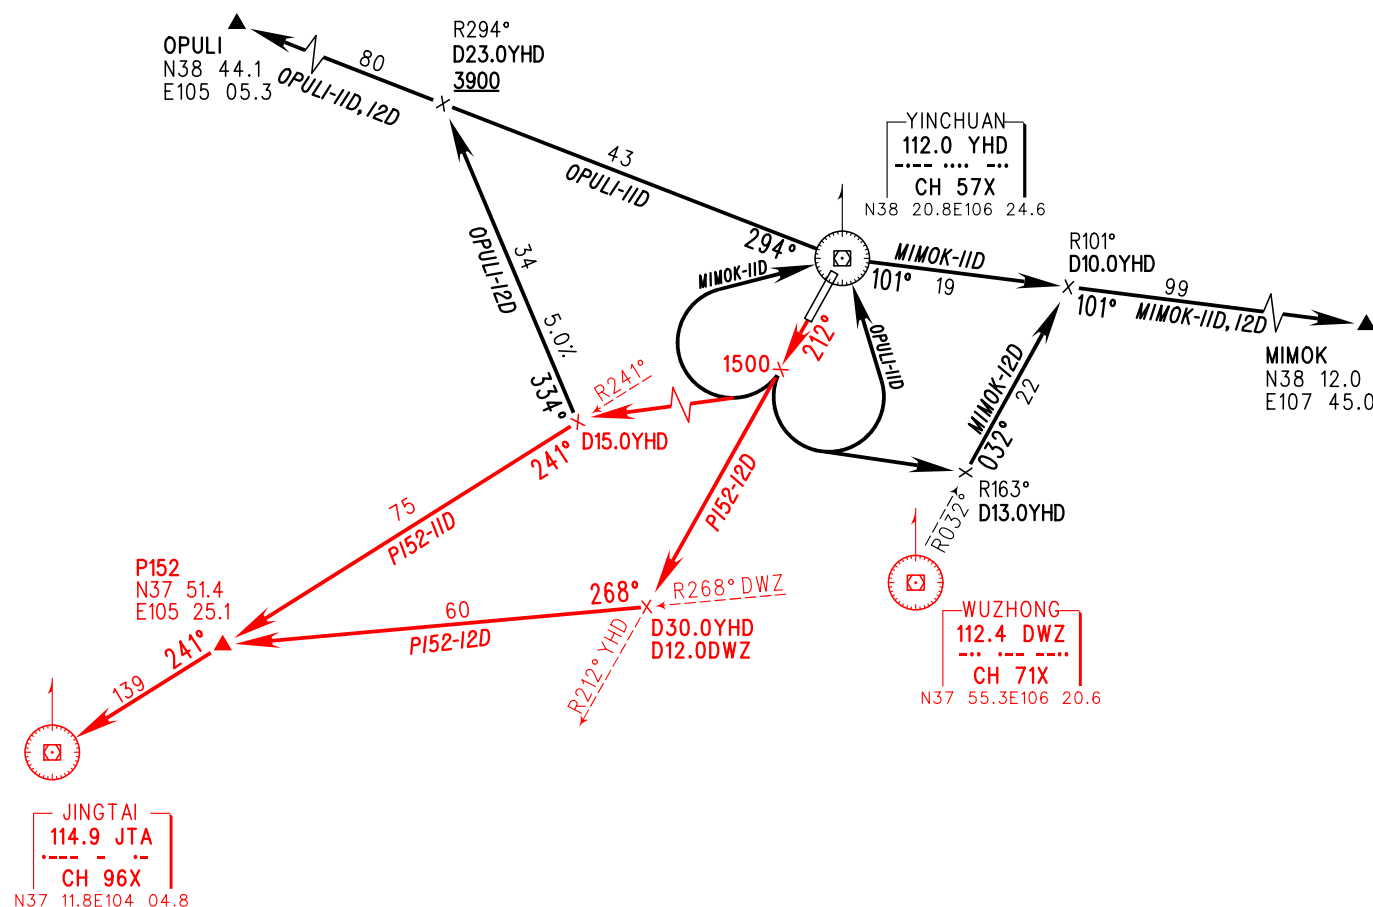 OPULI
N38 44.1
E105 05.3
80
OPULI-11D,12D
R294°
D23.0YHD
3900
43
OPULI-11D
294°
YINCHUAN
112.0 YHD
CH 57X
N38 20.8E106 24.6
MIMOK-11D
101°
19
R101°
D10.0YHD
101°
99
MIMOK-11D,12D
MIMOK
N38 12.0
E107 45.0
OPULI-12D
34
5.0%
334°
MIMOK-11D
212°
1500
OPULI-11D
MIMOK-12D
22
032°
R163°
D13.0YHD
R032°
R241°
D15.0YHD
241°
75
P152-11D
P152-12D
P152
N37 51.4
E105 25.1
241°
139
60
P152-12D
268°
R268° DWZ
D30.0YHD
D12.0DWZ
R212° YHD
WUZHONG
112.4 DWZ
CH 71X
N37 55.3E106 20.6
JINGTAI
114.9 JTA
CH 96X
N37 11.8E104 04.8